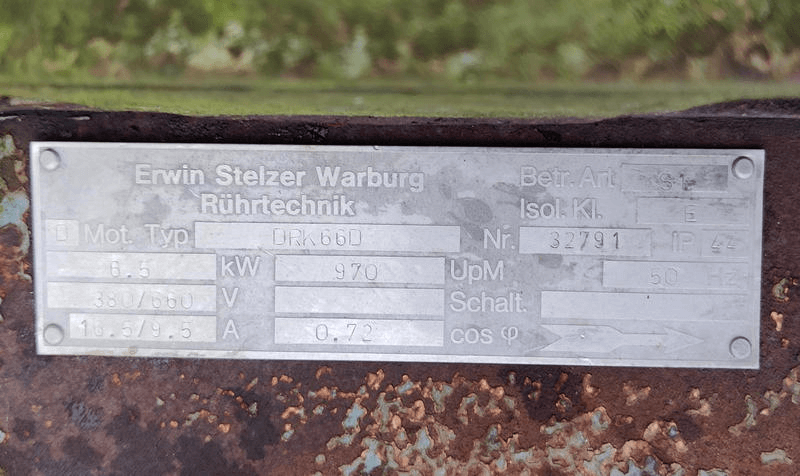 Erwin Stelzer Warburg
Rührtechnik
Betr. Art S1
Isol. Kl. E
D Mot. Typ DRK66D Nr. 32791 IP 44
6.5 kW 970 UpM 50 Hz
380/660 V Schalt.
16.5/9.5 A 0.72 cos φ